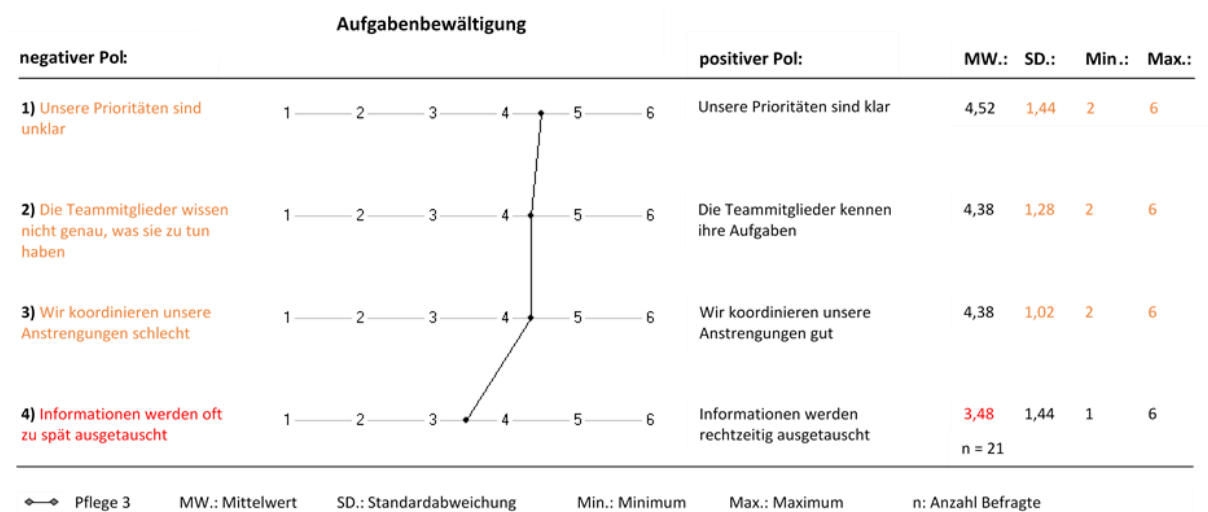 Aufgabenbewältigung
negativer Pol: positiver Pol: MW.: SD.: Min.: Max.:
1) Unsere Prioritäten sind 1 2 3 4 5 6 Unsere Prioritäten sind klar 4,52 1,44 2 6
unklar
2) Die Teammitglieder wissen 1 2 3 4 5 6 Die Teammitglieder kennen 4,38 1,28 2 6
nicht genau, was sie zu tun ihre Aufgaben
haben
3) Wir koordinieren unsere 1 2 3 4 5 6 Wir koordinieren unsere 4,38 1,02 2 6
Anstrengungen schlecht Anstrengungen gut
4) Informationen werden oft 1 2 3 4 5 6 Informationen werden 3,48 1,44 1 6
zu spät ausgetauscht rechtzeitig ausgetauscht
n = 21
Pflege 3 MW.: Mittelwert SD.: Standardabweichung Min.: Minimum Max.: Maximum n: Anzahl Befragte